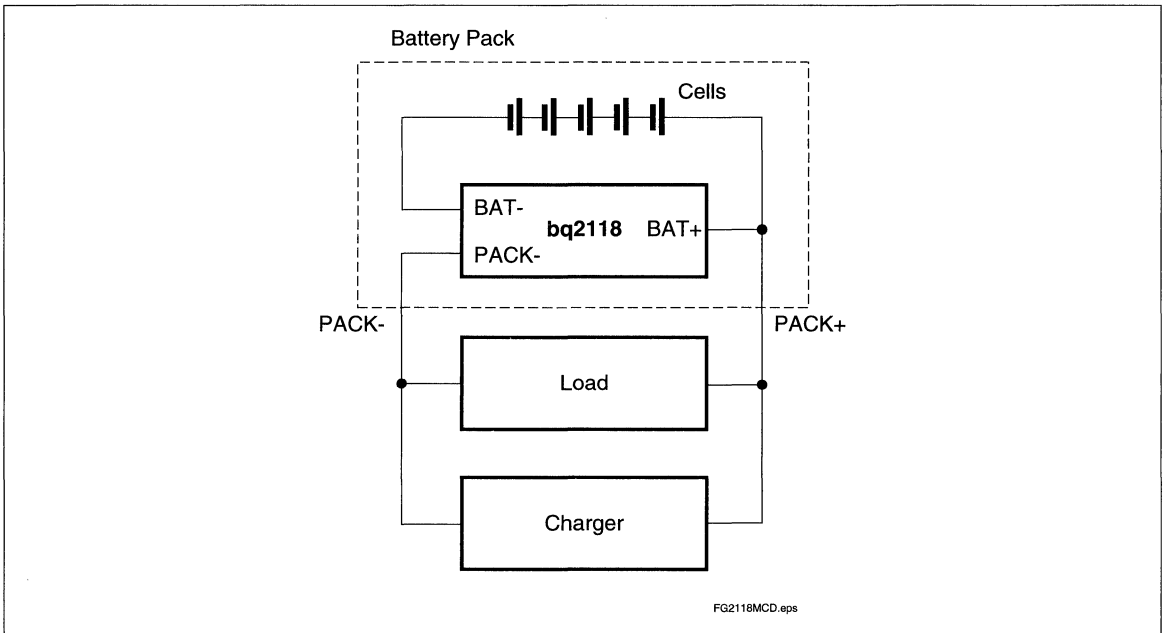 Battery Pack
Cells
BAT-
bq2118 BAT+
PACK-
PACK- PACK+
Load
Charger
FG2118MCD.eps